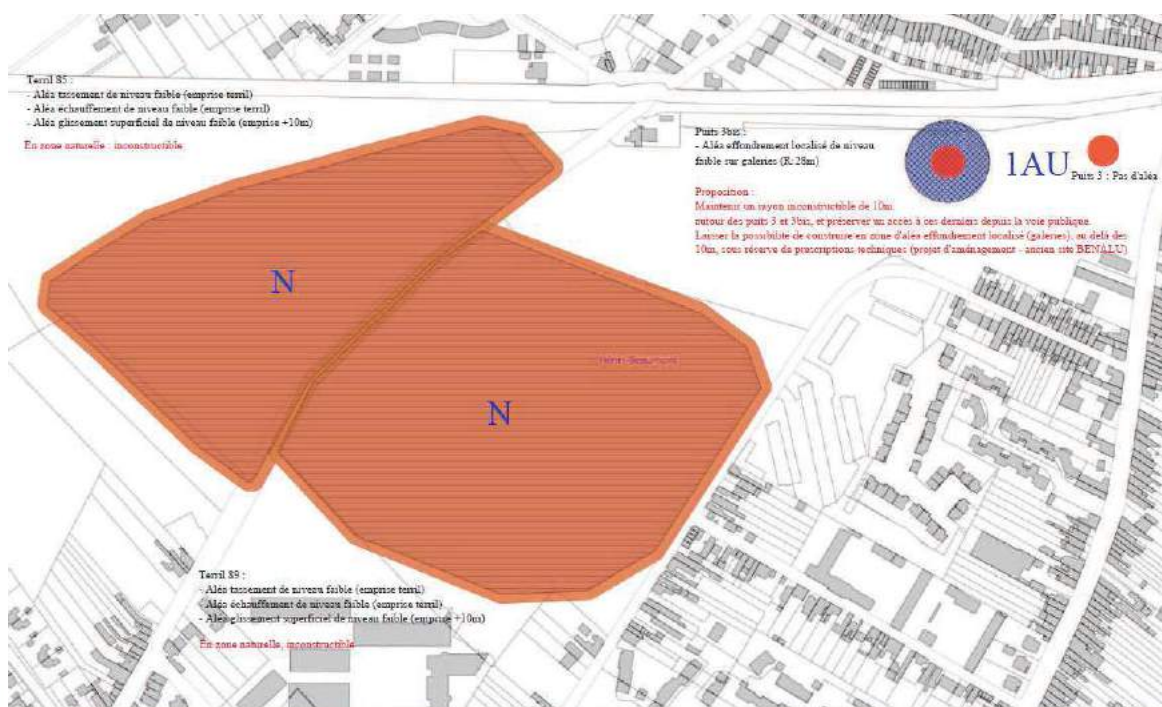 Terril 85 :
- Aléa tassement de niveau faible (emprise terril)
- Aléa échauffement de niveau faible (emprise terril)
- Aléa glissement superficiel de niveau faible (emprise +10m)
En zone naturelle : inconstructible
Puits 3bis :
- Aléa effondrement localisé de niveau
faible sur galeries (R:28m)
1AU
Puits 3 : Pas d'aléa
Proposition :
Maintenir un rayon inconstructible de 10m
autour des puits 3 et 3bis, et préserver un accès à ces derniers depuis la voie publique.
Laisser la possibilité de construire en zone d'aléa effondrement localisé (galeries), au delà des
10m, sous réserve de prescriptions techniques (projet d'aménagement - ancien site BENALU)
N
Hénin-Beaumont
N
Terril 89 :
- Aléa tassement de niveau faible (emprise terril)
- Aléa échauffement de niveau faible (emprise terril)
- Aléa glissement superficiel de niveau faible (emprise +10m)
En zone naturelle, inconstructible